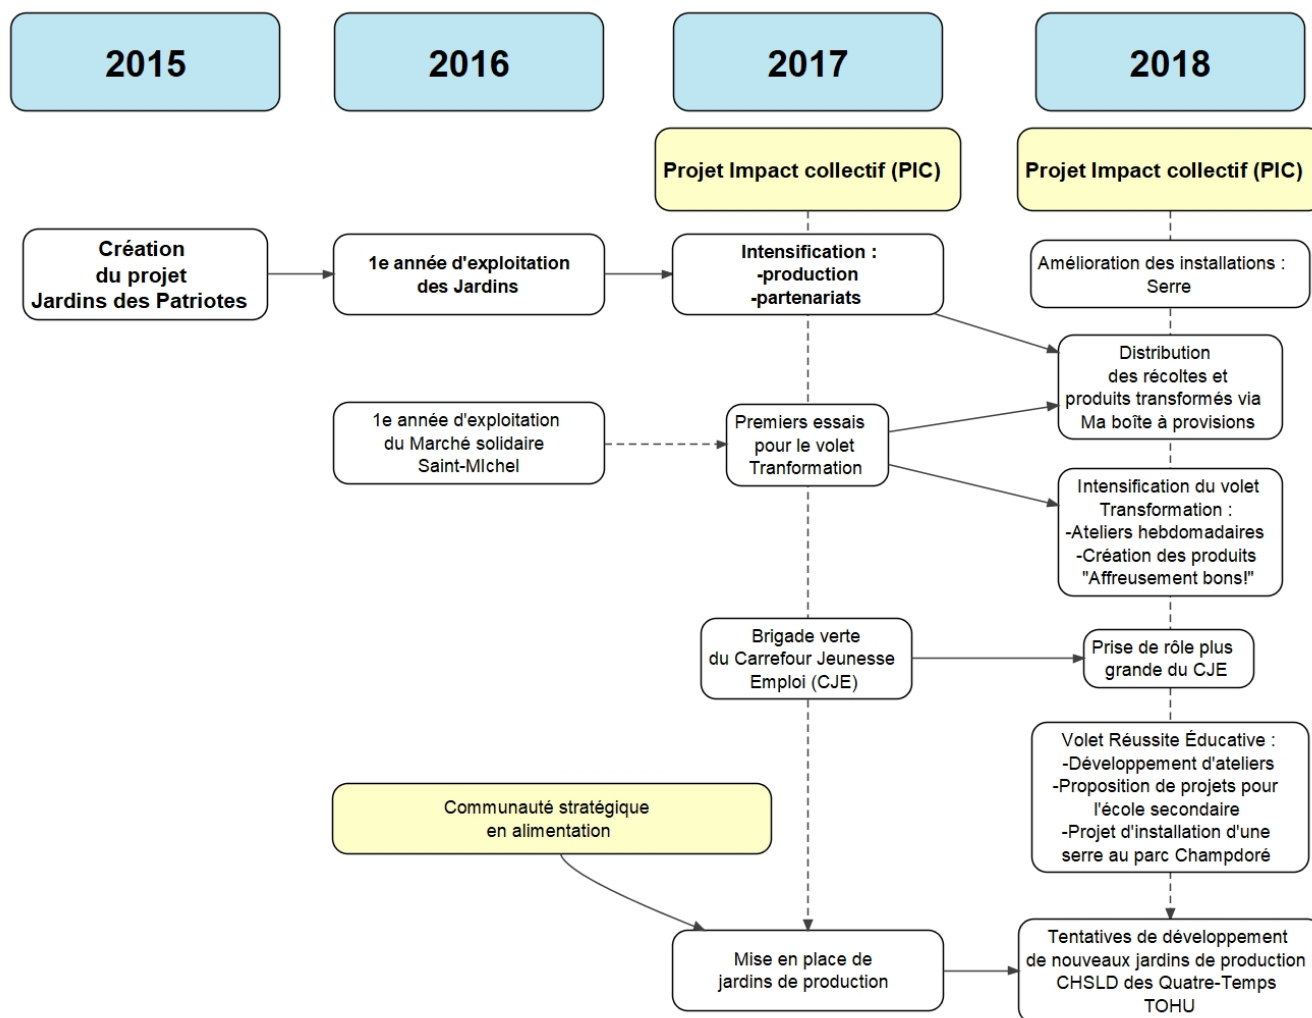 2015
2016
2017
2018
Projet Impact collectif (PIC)
Projet Impact collectif (PIC)
Création
du projet
Jardins des Patriotes
1e année d'exploitation
des Jardins
Intensification :
-production
-partenariats
Amélioration des installations :
Serre
Distribution
des récoltes et
produits transformés via
Ma boîte à provisions
1e année d'exploitation
du Marché solidaire
Saint-MIchel
Premiers essais
pour le volet
Tranformation
Intensification du volet
Transformation :
-Ateliers hebdomadaires
-Création des produits
"Affreusement bons!"
Brigade verte
du Carrefour Jeunesse
Emploi (CJE)
Prise de rôle plus
grande du CJE
Volet Réussite Éducative :
-Développement d'ateliers
-Proposition de projets pour
l'école secondaire
-Projet d'installation d'une
serre au parc Champdoré
Communauté stratégique
en alimentation
Mise en place de
jardins de production
Tentatives de développement
de nouveaux jardins de production
CHSLD des Quatre-Temps
TOHU